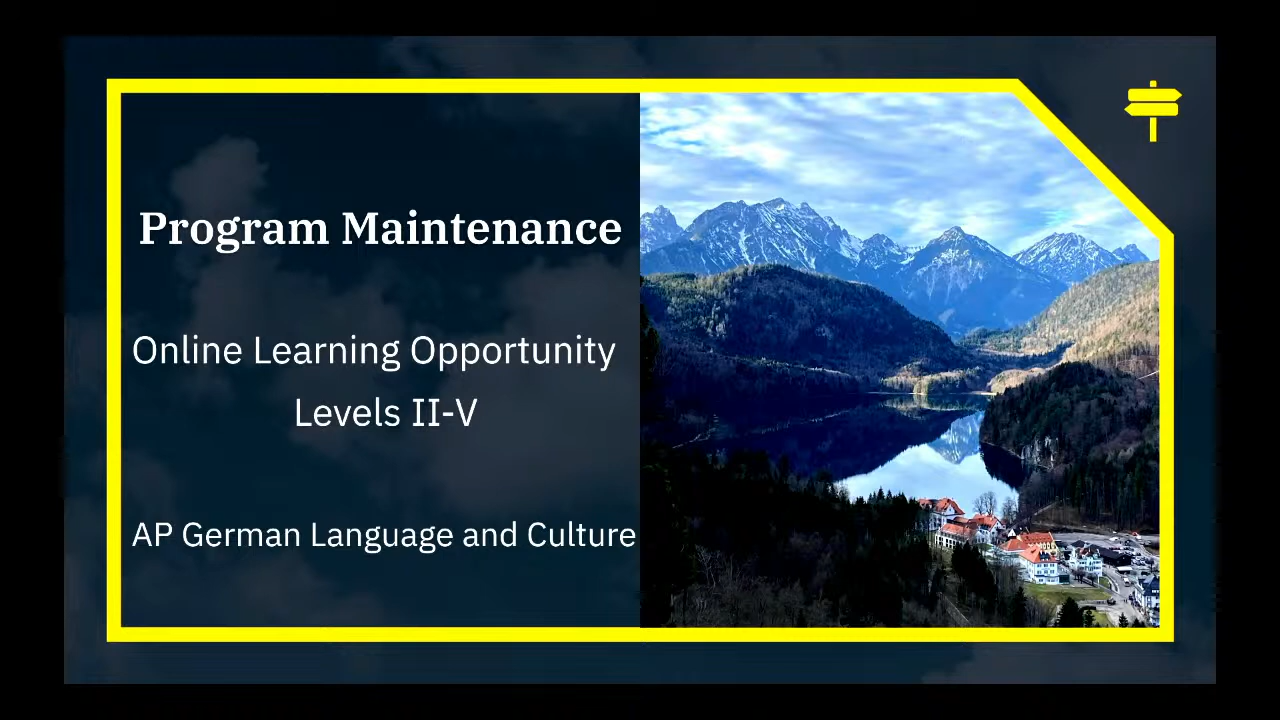 Program Maintenance
Online Learning Opportunity
Levels II-V
AP German Language and Culture